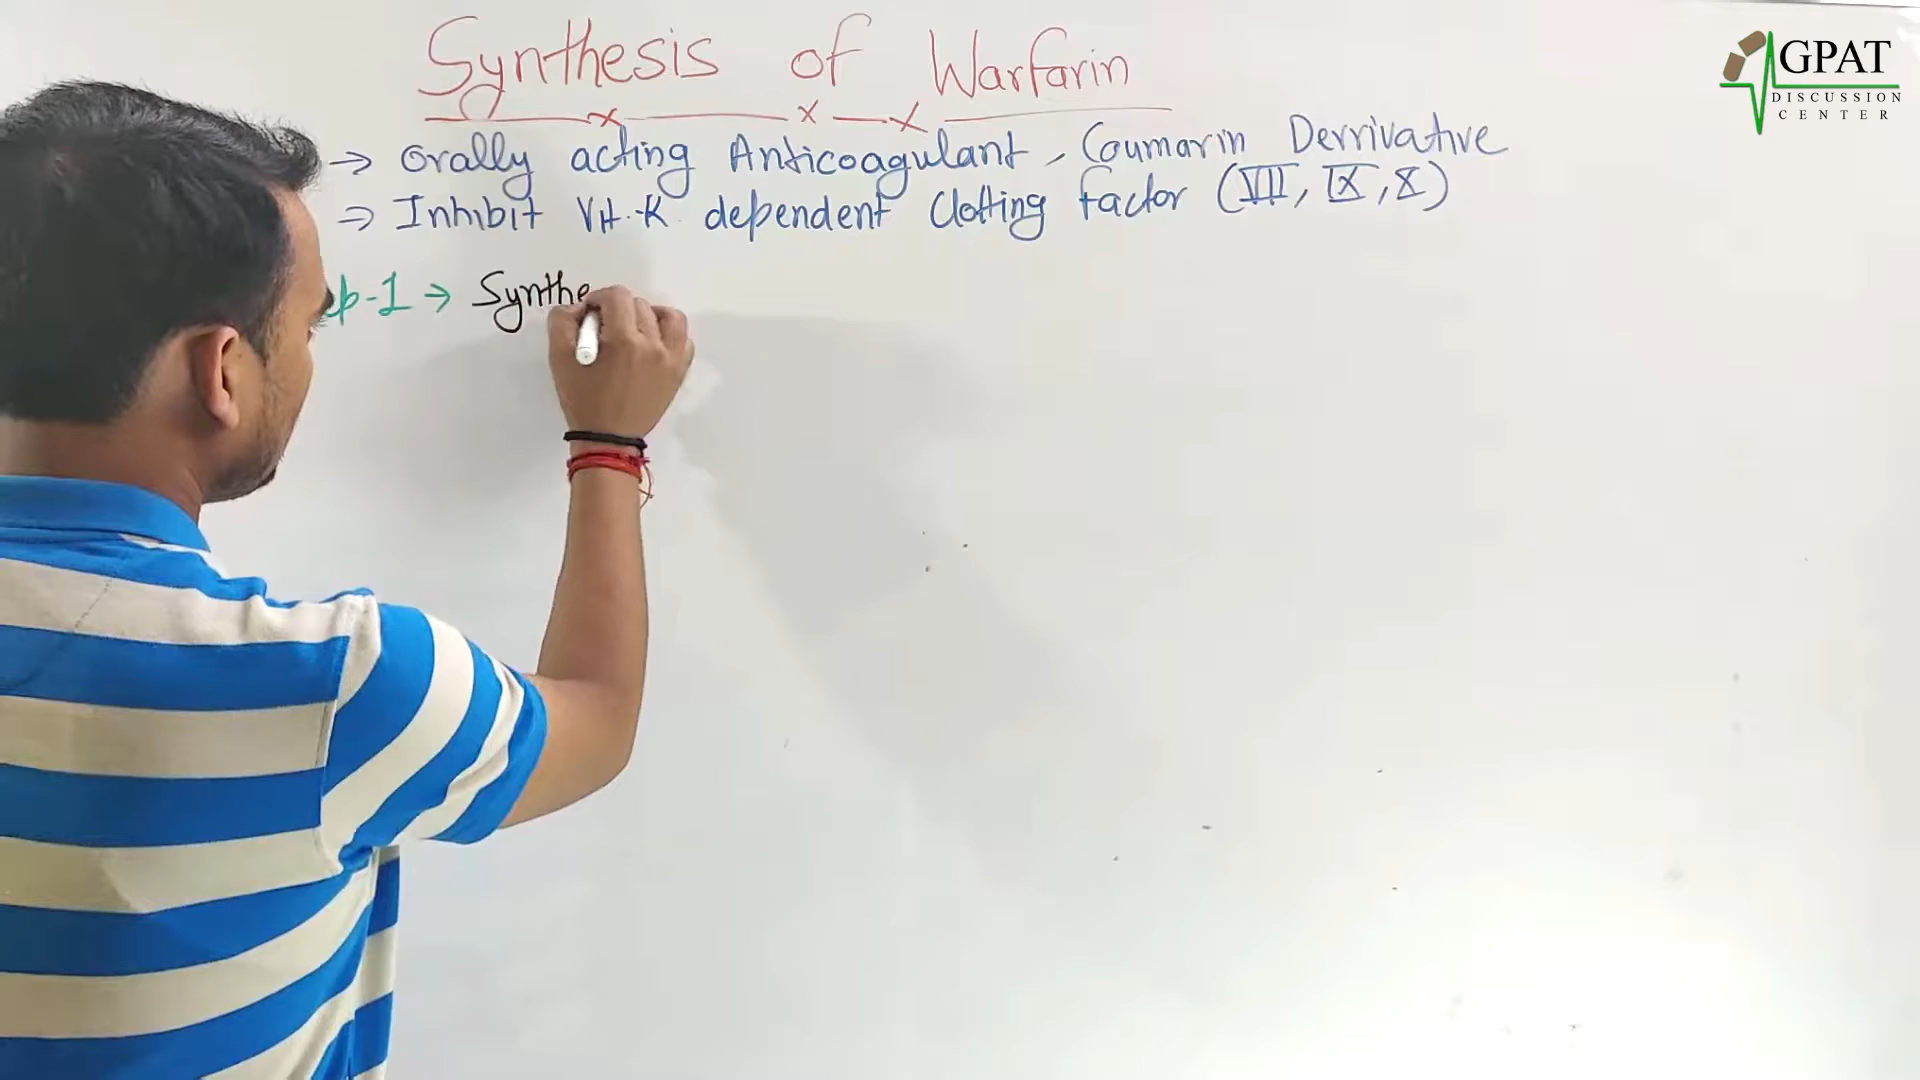 Synthesis of Warfarin
→ Orally acting Anticoagulant, Coumarin Derrivative
⇒ Inhibit Vit-K dependent Clotting factor (VII, IX, X)
p-1 → Synthe
GPAT
DISCUSSION
CENTER